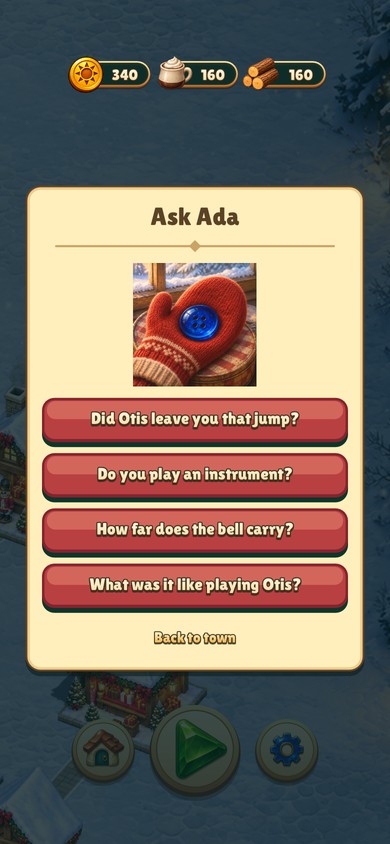 340
160
160
Ask Ada
Did Otis leave you that jump?
Do you play an instrument?
How far does the bell carry?
What was it like playing Otis?
Back to town